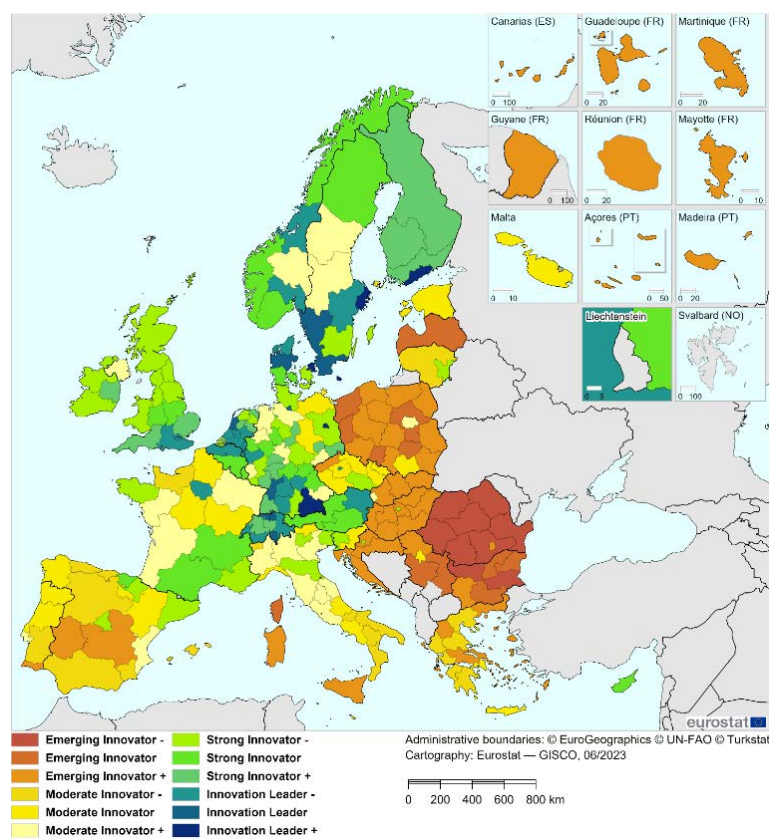 Canarias (ES)
0 100
Guadeloupe (FR)
0 20
Martinique (FR)
0 20
Guyane (FR)
0 100
Réunion (FR)
0 20
Mayotte (FR)
0 10
Malta
0 10
Açores (PT)
0 50
Madeira (PT)
0 20
Liechtenstein
0 5
Svalbard (NO)
0 100
eurostat
Emerging Innovator -
Emerging Innovator
Emerging Innovator +
Moderate Innovator -
Moderate Innovator
Moderate Innovator +
Strong Innovator -
Strong Innovator
Strong Innovator +
Innovation Leader -
Innovation Leader
Innovation Leader +
Administrative boundaries: © EuroGeographics © UN-FAO © Turkstat
Cartography: Eurostat — GISCO, 06/2023
0 200 400 600 800 km